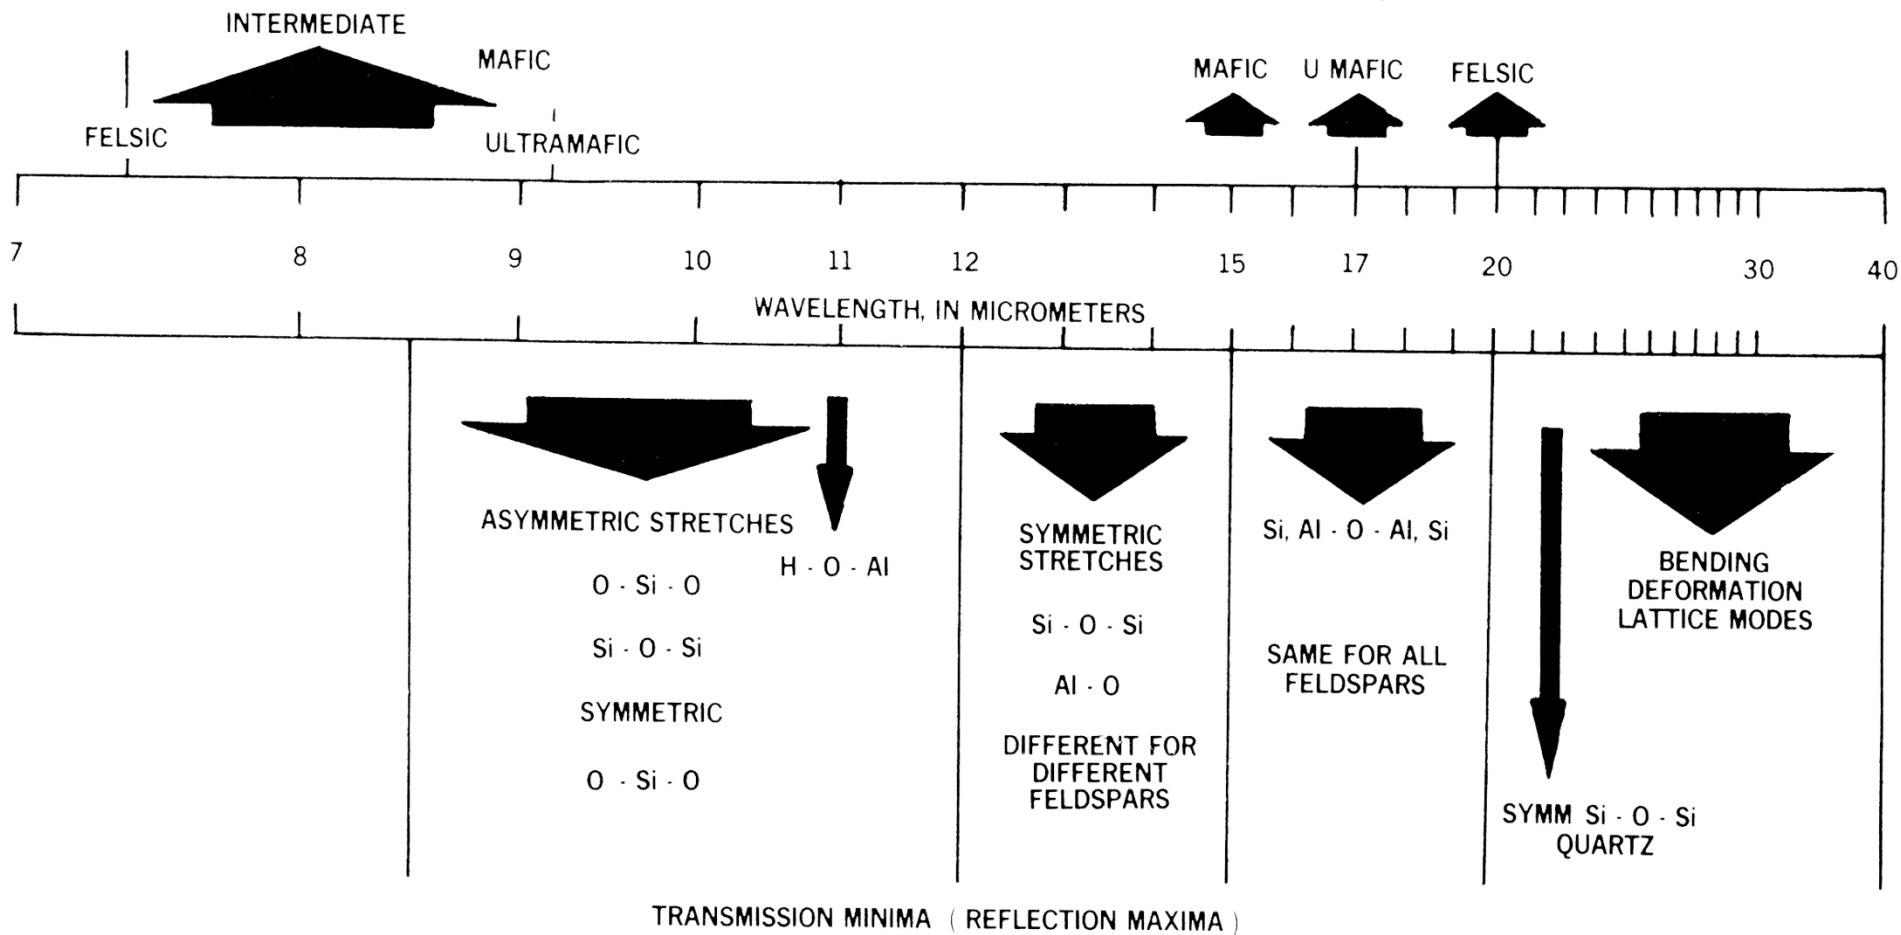 INTERMEDIATE
MAFIC
FELSIC
ULTRAMAFIC
MAFIC
U MAFIC
FELSIC
7 8 9 10 11 12 15 17 20 30 40
WAVELENGTH, IN MICROMETERS
ASYMMETRIC STRETCHES
O - Si - O
Si - O - Si
SYMMETRIC
O - Si - O
H - O - Al
SYMMETRIC
STRETCHES
Si - O - Si
Al - O
DIFFERENT FOR
DIFFERENT
FELDSPARS
Si, Al - O - Al, Si
SAME FOR ALL
FELDSPARS
SYMM Si - O - Si
QUARTZ
BENDING
DEFORMATION
LATTICE MODES
TRANSMISSION MINIMA ( REFLECTION MAXIMA )